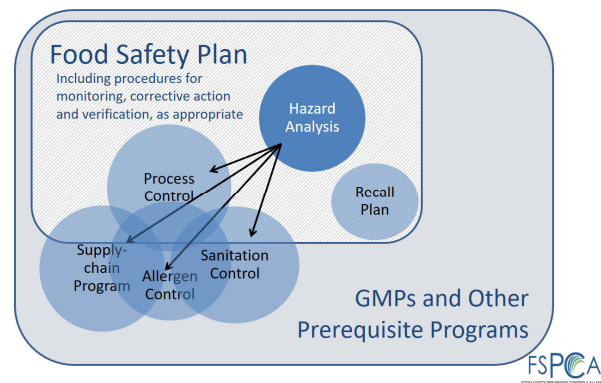 Food Safety Plan
Including procedures for
monitoring, corrective action
and verification, as appropriate
Hazard
Analysis
Process
Control
Recall
Plan
Supply-
chain
Program
Allergen
Control
Sanitation
Control
GMPs and Other
Prerequisite Programs
FSPCA